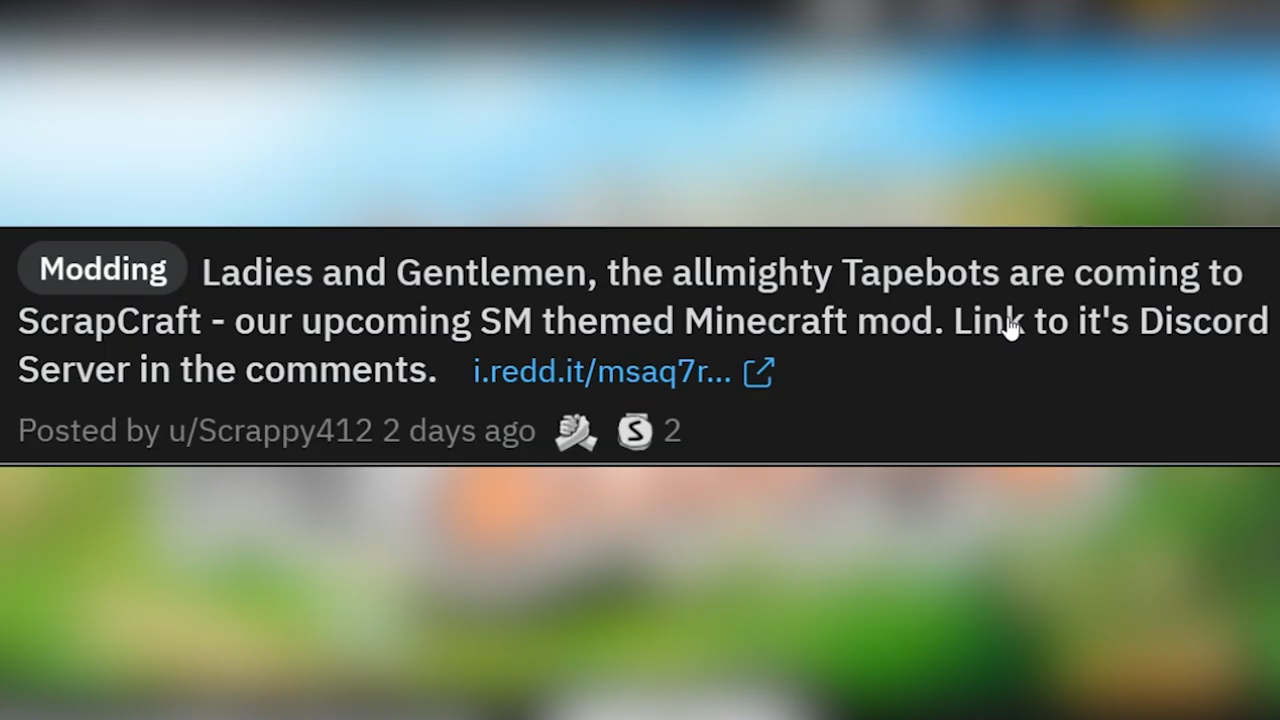 Modding Ladies and Gentlemen, the allmighty Tapebots are coming to
ScrapCraft - our upcoming SM themed Minecraft mod. Link to it's Discord
Server in the comments. i.redd.it/msaq7r...
Posted by u/Scrappy412 2 days ago S 2